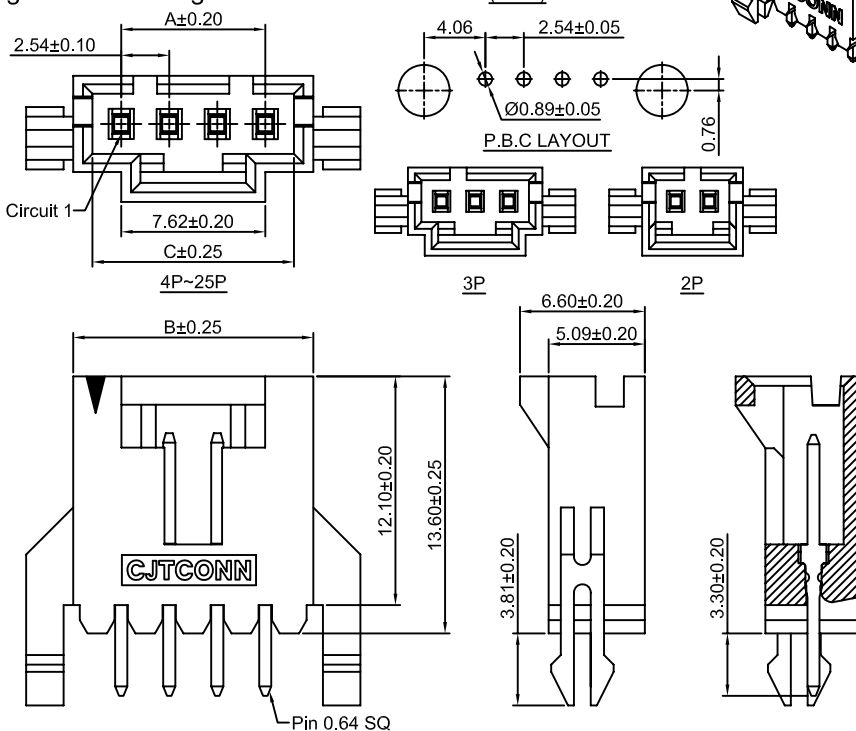 A±0.20
2.54±0.10
4.06
2.54±0.05
Ø0.89±0.05
P.B.C LAYOUT
0.76
Circuit 1
7.62±0.20
C±0.25
4P~25P
3P
2P
B±0.25
6.60±0.20
5.09±0.20
12.10±0.20
13.60±0.25
3.81±0.20
3.30±0.20
CJTCONN
Pin 0.64 SQ